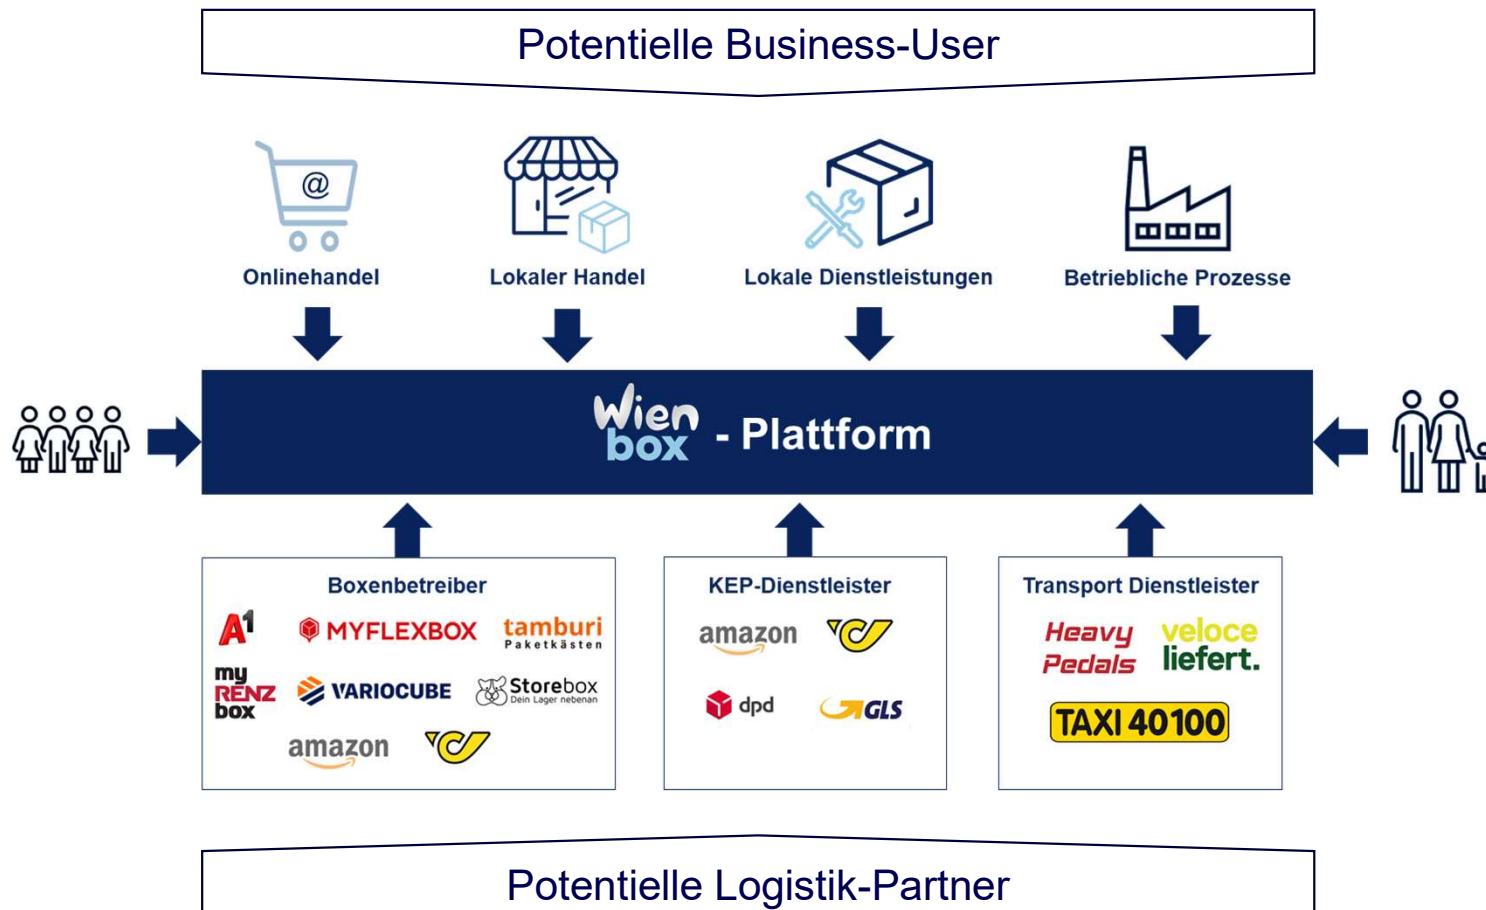 Potentielle Business-User
@
Onlinehandel
Lokaler Handel
Lokale Dienstleistungen
Betriebliche Prozesse
Wien
box - Plattform
Boxenbetreiber
A1
MYFLEXBOX
tamburi
Paketkästen
my
RENZ
box
VARIOCUBE
Storebox
Dein Lager nebenan
amazon
KEP-Dienstleister
amazon
dpd
GLS
Transport Dienstleister
Heavy
Pedals
veloce
liefert.
TAXI 40100
Potentielle Logistik-Partner